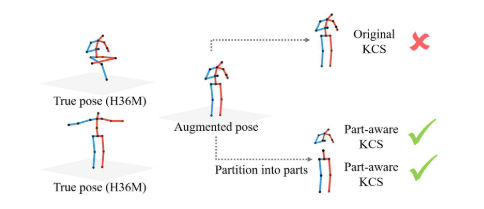 True pose (H36M)
True pose (H36M)
Augmented pose
Partition into parts
Original
KCS
Part-aware
KCS
Part-aware
KCS